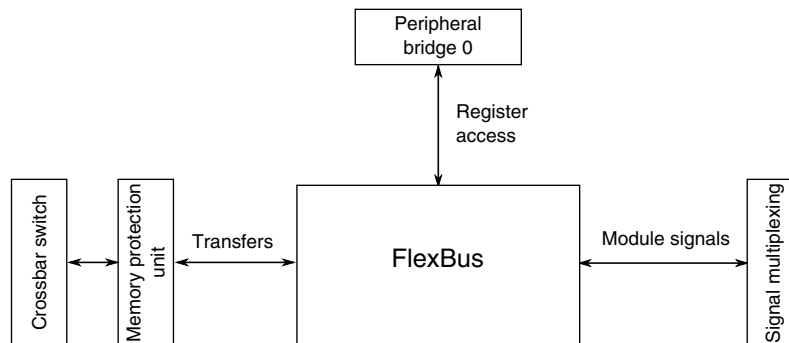 Peripheral
bridge 0
Register
access
Crossbar switch
Memory protection
unit
Transfers
FlexBus
Module signals
Signal multiplexing